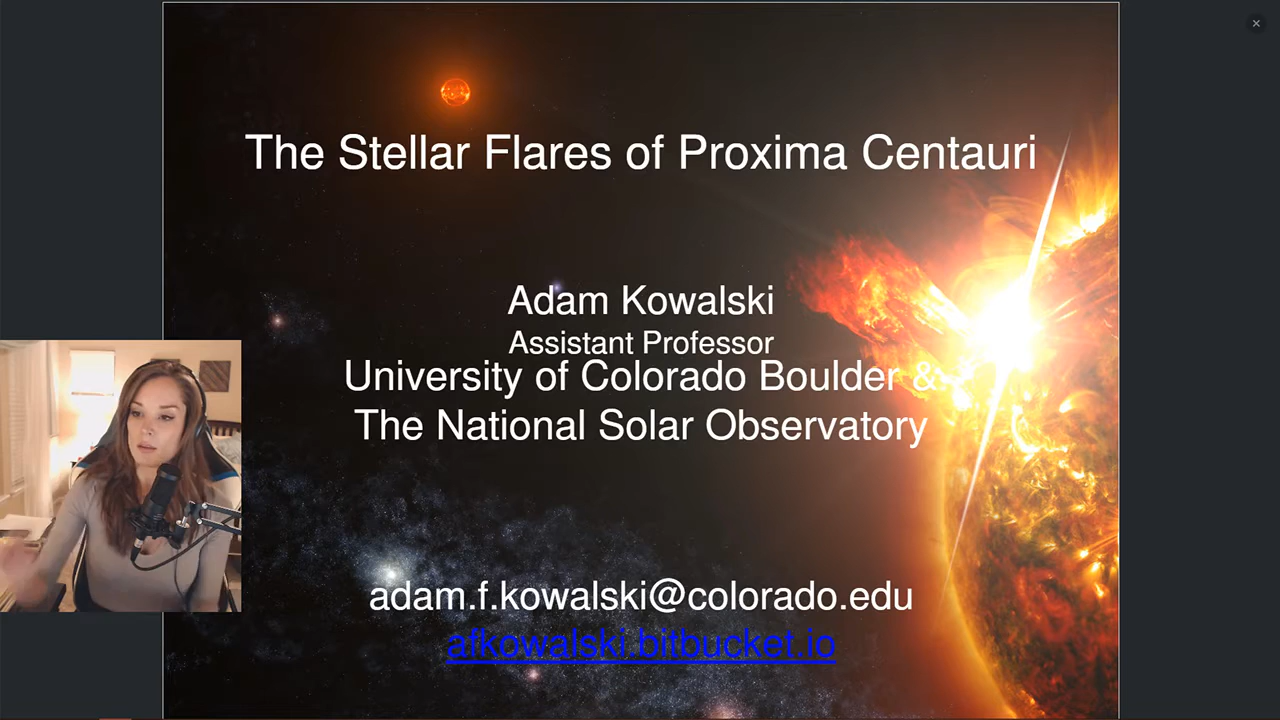 The Stellar Flares of Proxima Centauri
Adam Kowalski
Assistant Professor
University of Colorado Boulder &
The National Solar Observatory
adam.f.kowalski@colorado.edu
afkowalski.bitbucket.io